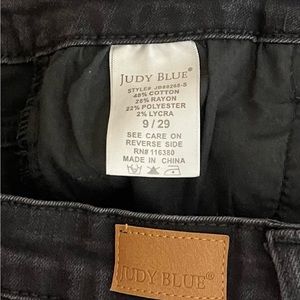 JUDY BLUE®
STYLE# JB88268-S
48% COTTON
28% RAYON
22% POLYESTER
2% LYCRA
9 / 29
SEE CARE ON
REVERSE SIDE
RN# 116380
MADE IN CHINA
JUDY BLUE®